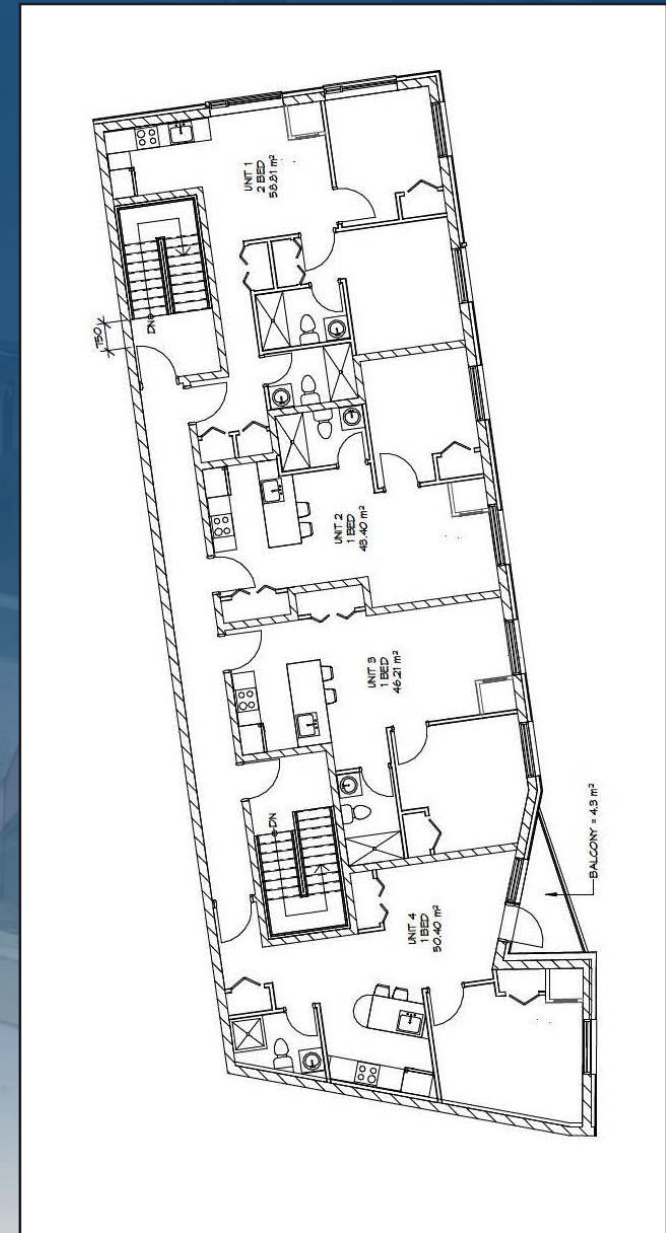 UNIT 1
2 BED
58.81 m²
750
DN
UNIT 2
1 BED
48.40 m²
UNIT 3
1 BED
46.21 m²
DN
UNIT 4
1 BED
50.40 m²
BALCONY = 4.3 m²